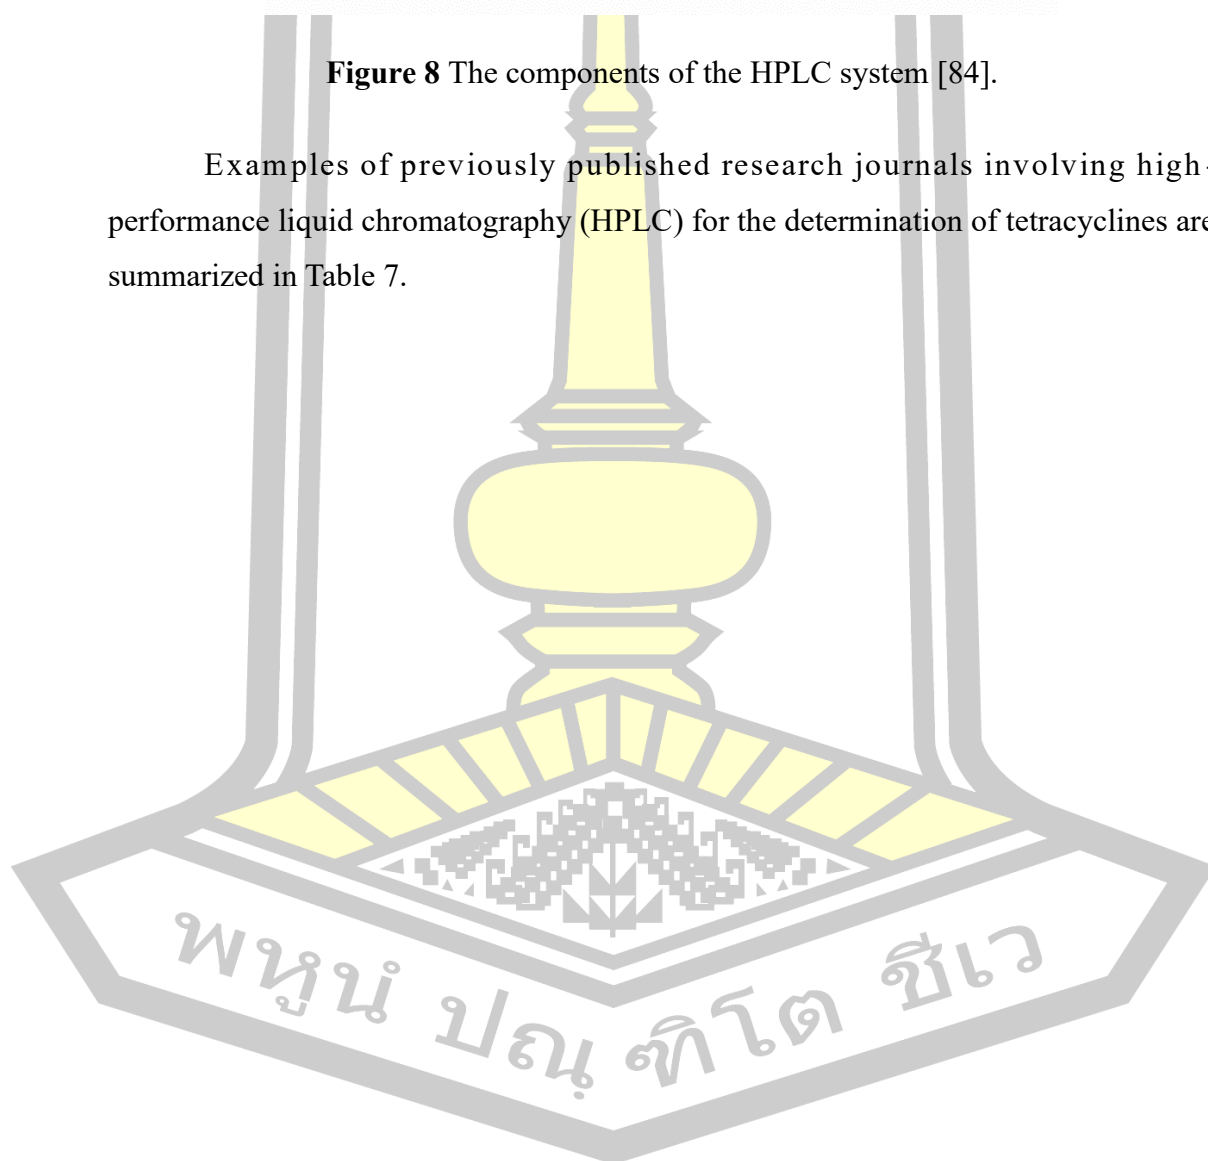 Figure 8 The components of the HPLC system [84].
Examples of previously published research journals involving high-
performance liquid chromatography (HPLC) for the determination of tetracyclines are
summarized in Table 7.
พหูนํ ปณฺ ฑิโต ชีเว